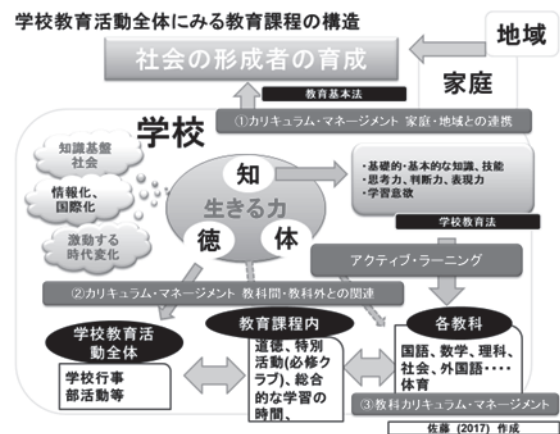 学校教育活動全体にみる教育課程の構造
地域
社会の形成者の育成
家庭
教育基本法
①カリキュラム・マネージメント 家庭・地域との連携
学校
知識基盤
社会
情報化、
国際化
激動する
時代変化
知
生きる力
徳
体
・基礎的・基本的な知識、技能
・思考力、判断力、表現力
・学習意欲
学校教育法
アクティブ・ラーニング
②カリキュラム・マネージメント 教科間・教科外との関連
学校教育活
動全体
学校行事
部活動等
教育課程内
道徳、特別
活動(必修ク
ラブ)、総合
的な学習の
時間、
各教科
国語、数学、理科、
社会、外国語‥‥
体育
③教科カリキュラム・マネージメント
佐藤 (2017) 作成